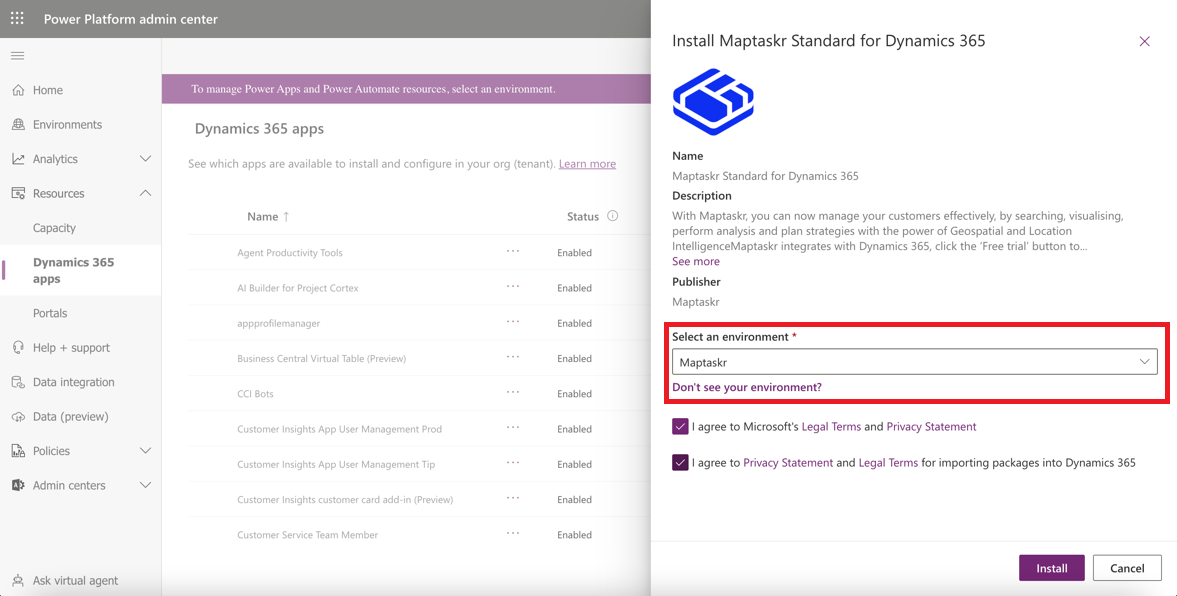 Power Platform admin center
Home
Environments
Analytics
Resources
Capacity
Dynamics 365
apps
Portals
Help + support
Data integration
Data (preview)
Policies
Admin centers
Ask virtual agent
To manage Power Apps and Power Automate resources, select an environment.
Dynamics 365 apps
See which apps are available to install and configure in your org (tenant). Learn more
Name ↑ Status
Agent Productivity Tools ··· Enabled
AI Builder for Project Cortex ··· Enabled
appprofilemanager ··· Enabled
Business Central Virtual Table (Preview) ··· Enabled
CCI Bots ··· Enabled
Customer Insights App User Management Prod ··· Enabled
Customer Insights App User Management Tip ··· Enabled
Customer Insights customer card add-in (Preview) ··· Enabled
Customer Service Team Member ··· Enabled
Install Maptaskr Standard for Dynamics 365
Name
Maptaskr Standard for Dynamics 365
Description
With Maptaskr, you can now manage your customers effectively, by searching, visualising,
perform analysis and plan strategies with the power of Geospatial and Location
IntelligenceMaptaskr integrates with Dynamics 365, click the 'Free trial' button to...
See more
Publisher
Maptaskr
Select an environment *
Maptaskr
Don't see your environment?
I agree to Microsoft's Legal Terms and Privacy Statement
I agree to Privacy Statement and Legal Terms for importing packages into Dynamics 365
Install Cancel